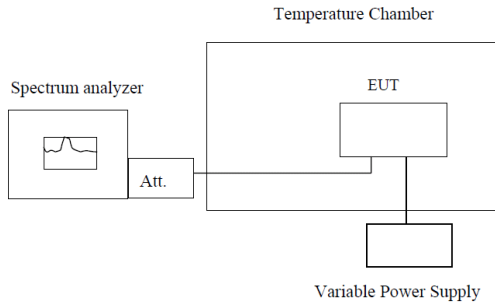 Temperature Chamber
Spectrum analyzer
EUT
Att.
Variable Power Supply